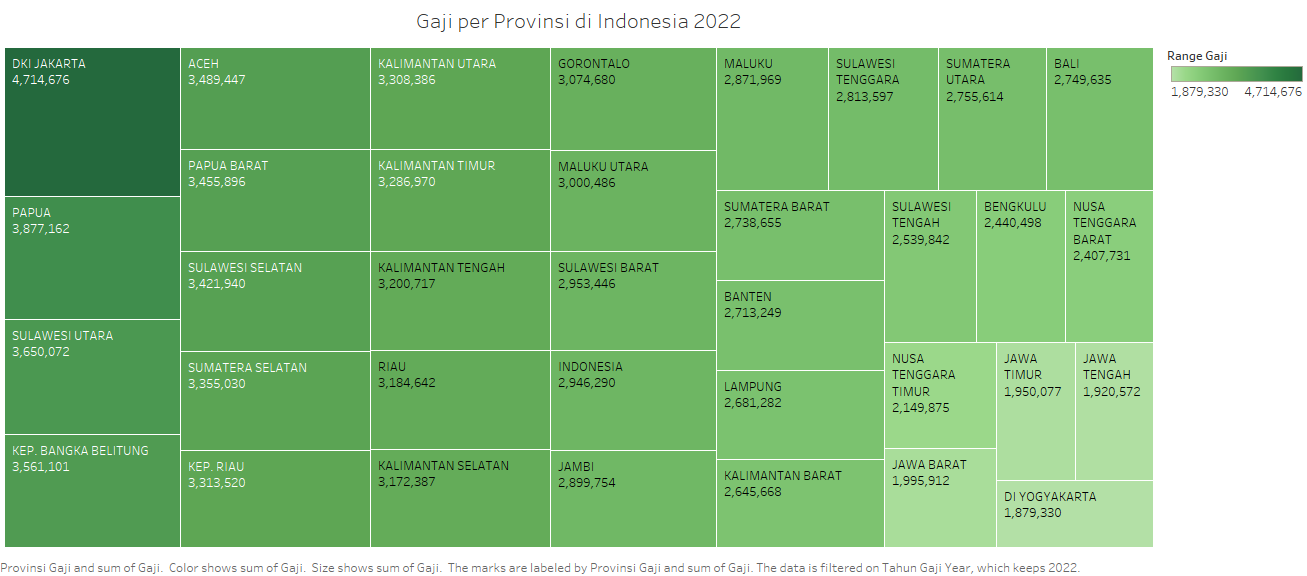 Gaji per Provinsi di Indonesia 2022
DKI JAKARTA
4,714,676
PAPUA
3,877,162
SULAWESI UTARA
3,650,072
KEP. BANGKA BELITUNG
3,561,101
ACEH
3,489,447
PAPUA BARAT
3,455,896
SULAWESI SELATAN
3,421,940
SUMATERA SELATAN
3,355,030
KEP. RIAU
3,313,520
KALIMANTAN UTARA
3,308,386
KALIMANTAN TIMUR
3,286,970
KALIMANTAN TENGAH
3,200,717
RIAU
3,184,642
KALIMANTAN SELATAN
3,172,387
GORONTALO
3,074,680
MALUKU UTARA
3,000,486
SULAWESI BARAT
2,953,446
INDONESIA
2,946,290
JAMBI
2,899,754
MALUKU
2,871,969
SULAWESI
TENGGARA
2,813,597
SUMATERA
UTARA
2,755,614
BALI
2,749,635
SUMATERA BARAT
2,738,655
BANTEN
2,713,249
LAMPUNG
2,681,282
KALIMANTAN BARAT
2,645,668
SULAWESI
TENGAH
2,539,842
BENGKULU
2,440,498
NUSA
TENGGARA
BARAT
2,407,731
NUSA
TENGGARA
TIMUR
2,149,875
JAWA BARAT
1,995,912
JAWA
TIMUR
1,950,077
JAWA
TENGAH
1,920,572
DI YOGYAKARTA
1,879,330
Range Gaji
1,879,330 4,714,676
Provinsi Gaji and sum of Gaji. Color shows sum of Gaji. Size shows sum of Gaji. The marks are labeled by Provinsi Gaji and sum of Gaji. The data is filtered on Tahun Gaji Year, which keeps 2022.